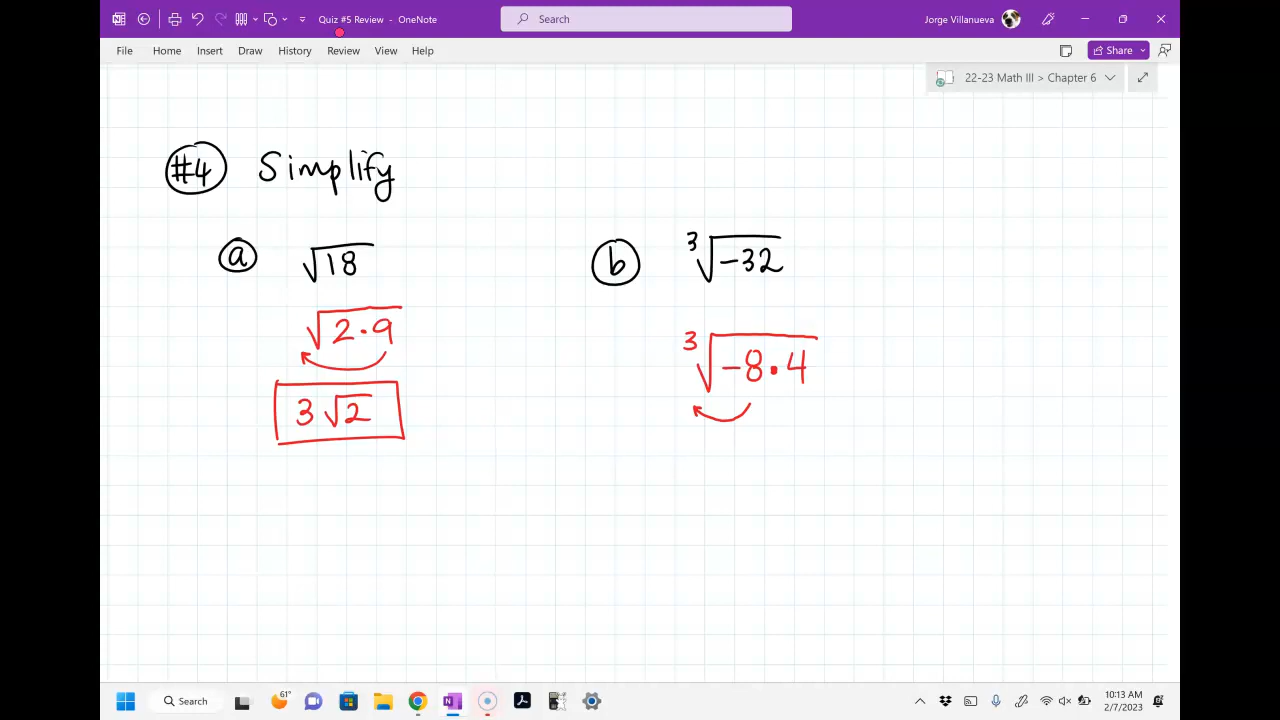 Quiz #5 Review - OneNote
Search
Jorge Villanueva
File Home Insert Draw History Review View Help
Share
22-23 Math III > Chapter 6
#4 Simplify
a √18
√2·9
3√2
b ³√-32
³√-8·4
61°
Search
10:13 AM
2/7/2023